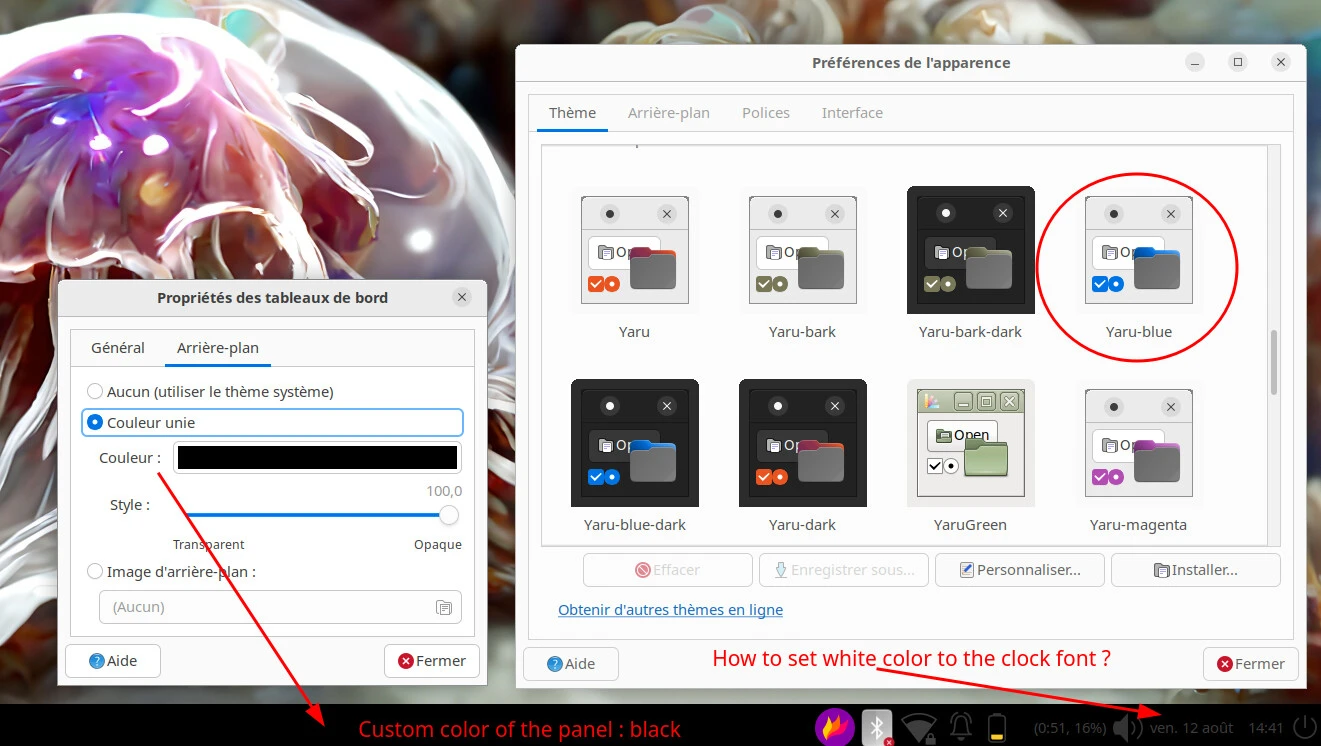 Préférences de l'apparence
Thème Arrière-plan Polices Interface
Open
Yaru Yaru-bark Yaru-bark-dark Yaru-blue
Open
Yaru-blue-dark Yaru-dark YaruGreen Yaru-magenta
Effacer Enregistrer sous... Personnaliser... Installer...
Obtenir d'autres thèmes en ligne
Aide Fermer
How to set white color to the clock font ?
Propriétés des tableaux de bord
Général Arrière-plan
Aucun (utiliser le thème système)
Couleur unie
Couleur :
100,0
Style :
Transparent Opaque
Image d'arrière-plan :
(Aucun)
Aide Fermer
Custom color of the panel : black
(0:51, 16%) ven. 12 août 14:41